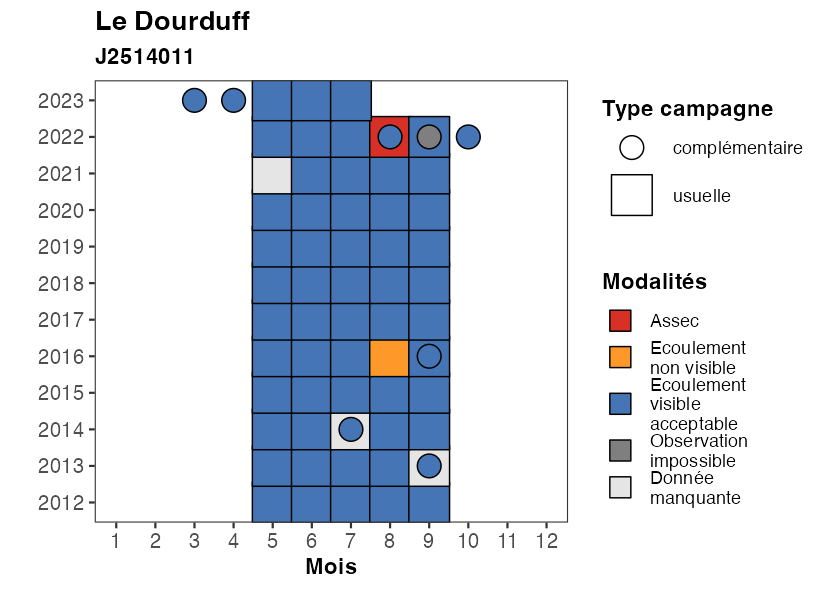 Le Dourduff
J2514011
2023
2022
2021
2020
2019
2018
2017
2016
2015
2014
2013
2012
1 2 3 4 5 6 7 8 9 10 11 12
Mois
Type campagne
complémentaire
usuelle
Modalités
Assec
Ecoulement
non visible
Ecoulement
visible
acceptable
Observation
impossible
Donnée
manquante